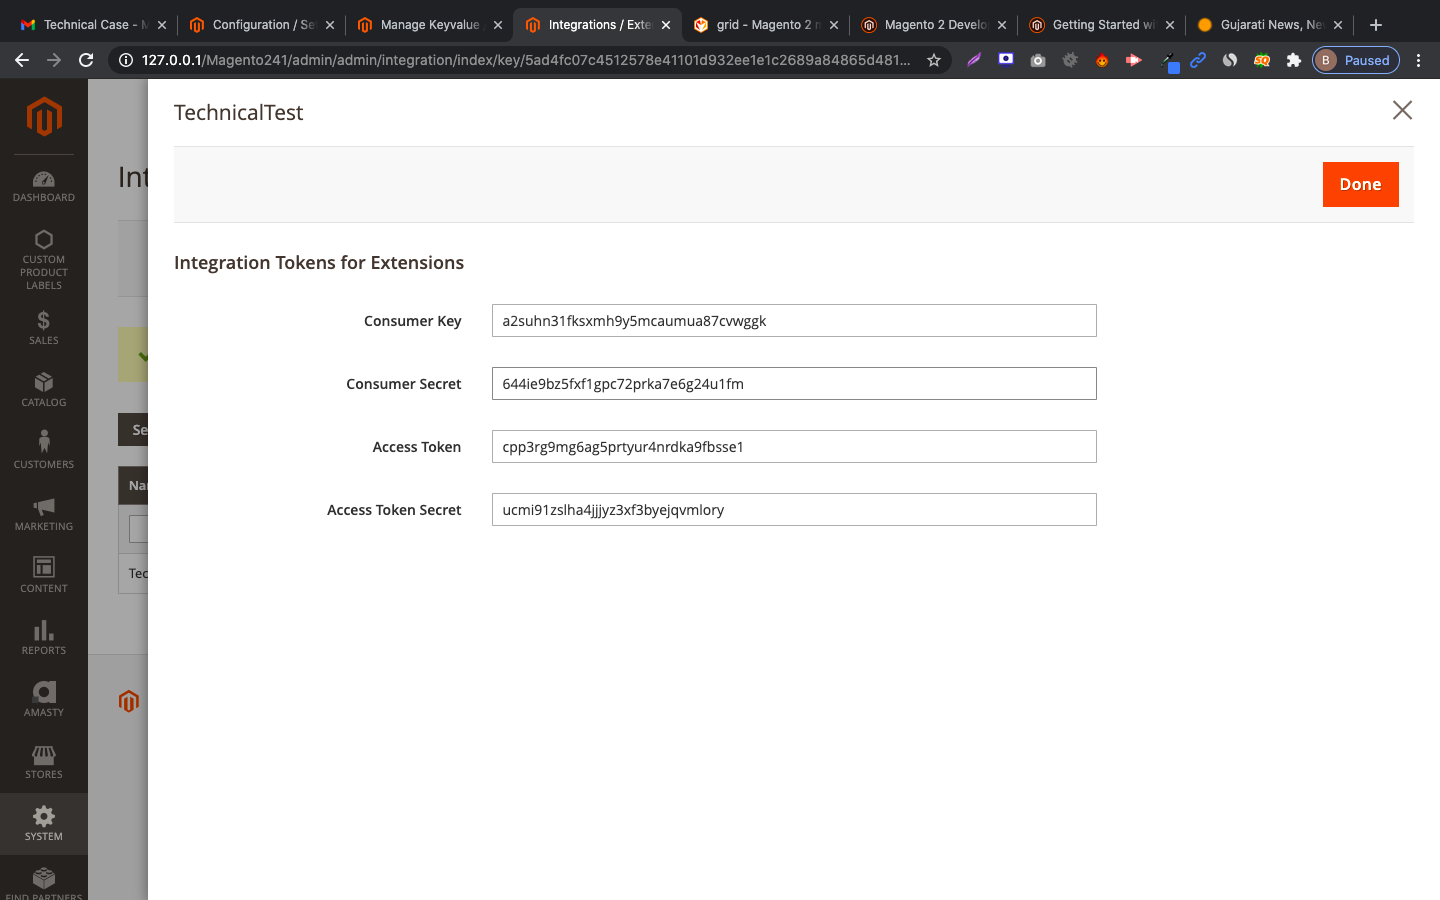 Technical Case - M
Configuration / Se
Manage Keyvalue
Integrations / Exte
grid - Magento 2 n
Magento 2 Develo
Getting Started wi
Gujarati News, Ne
127.0.0.1/Magento241/admin/admin/integration/index/key/5ad4fc07c4512578e41101d932ee1e1c2689a84865d481...
B Paused
TechnicalTest
Done
Integration Tokens for Extensions
Consumer Key a2suhn31fksxmh9y5mcaumua87cvwggk
Consumer Secret 644ie9bz5fxf1gpc72prka7e6g24u1fm
Access Token cpp3rg9mg6ag5prtyur4nrdka9fbsse1
Access Token Secret ucmi91zslha4jjjyz3xf3byejqvmlory
DASHBOARD
CUSTOM
PRODUCT
LABELS
SALES
CATALOG
CUSTOMERS
MARKETING
CONTENT
REPORTS
AMASTY
STORES
SYSTEM
FIND PARTNERS
Int
Se
Na
Tec